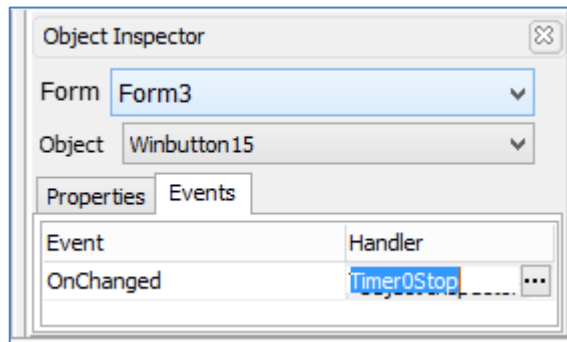 Object Inspector
Form Form3
Object Winbutton15
Properties Events
Event Handler
OnChanged Timer0Stop ...